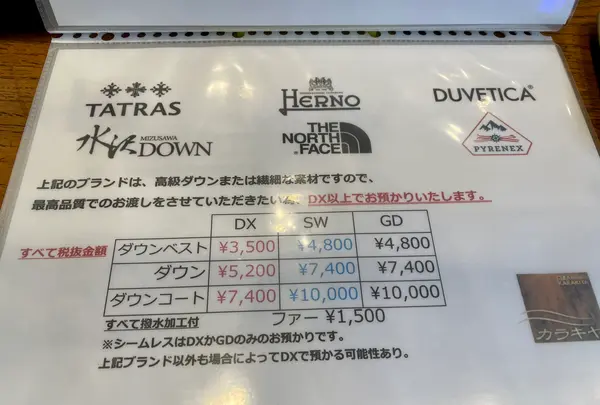 TATRAS
HERNO
DUVETICA
水沢 MIZUSAWA DOWN
THE NORTH FACE
PYRENEX
上記のブランドは、高級ダウンまたは繊細な素材ですので、
最高品質でのお渡しをさせていただきたい為、DX以上でお預かりいたします。
DX SW GD
すべて税抜金額 ダウンベスト ¥3,500 ¥4,800 ¥4,800
ダウン ¥5,200 ¥7,400 ¥7,400
ダウンコート ¥7,400 ¥10,000 ¥10,000
すべて撥水加工付 ファー ¥1,500
※シームレスはDXかGDのみのお預かりです。
上記ブランド以外も場合によってDXで預かる可能性あり。
カラキヤ